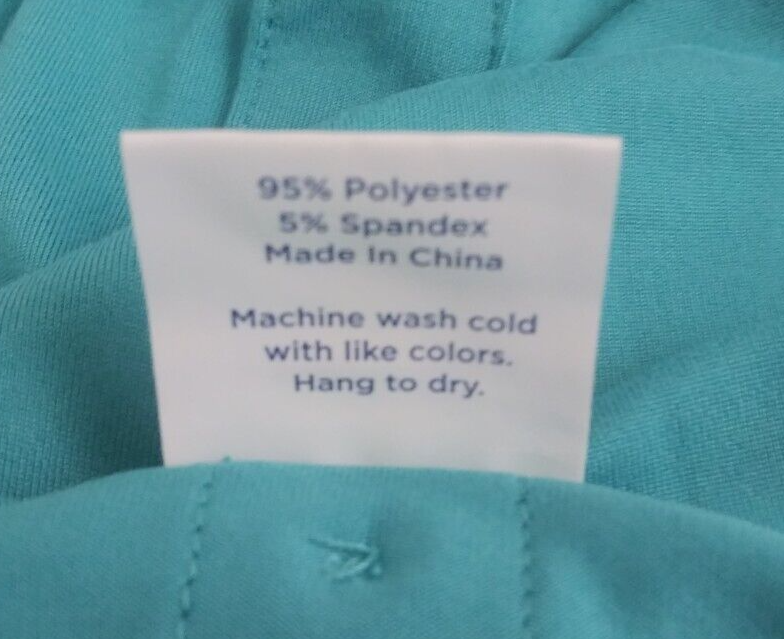 95% Polyester
5% Spandex
Made In China
Machine wash cold
with like colors.
Hang to dry.